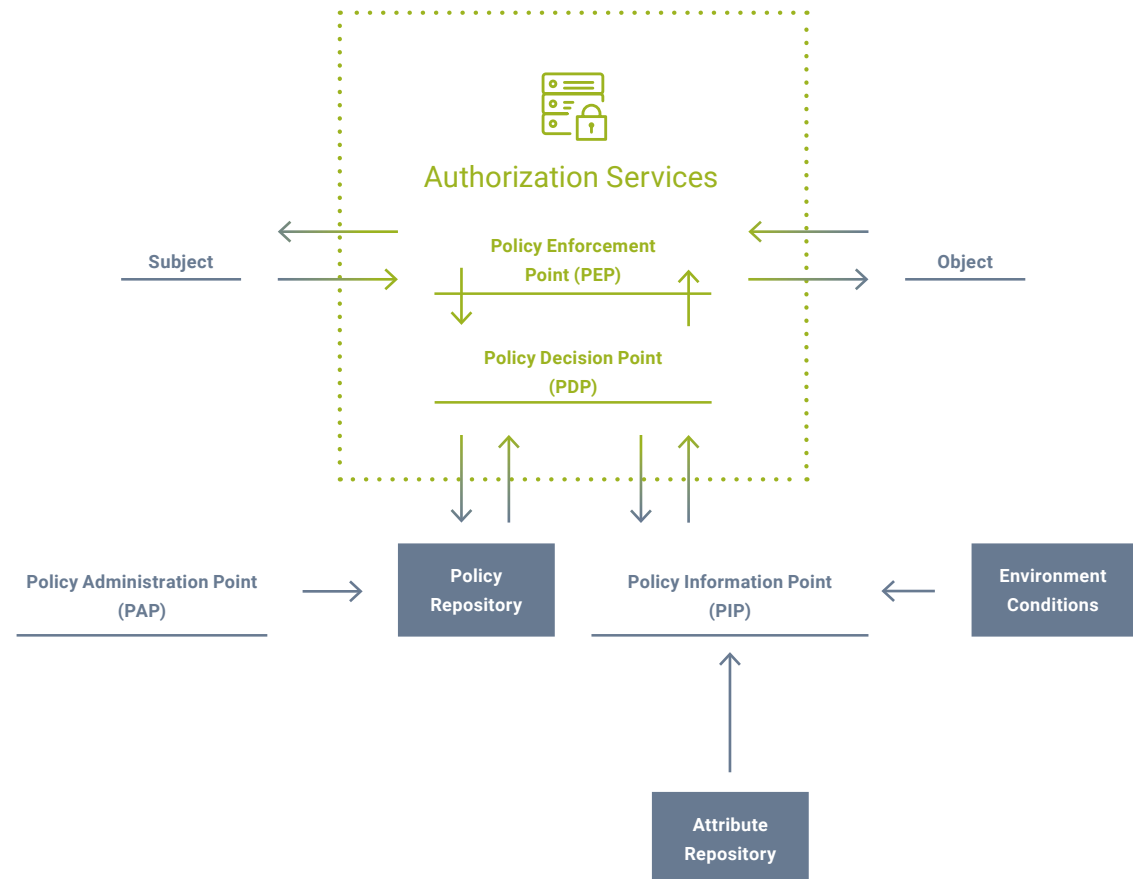 Authorization Services
Subject
Policy Enforcement
Point (PEP)
Object
Policy Decision Point
(PDP)
Policy Administration Point
(PAP)
Policy
Repository
Policy Information Point
(PIP)
Environment
Conditions
Attribute
Repository